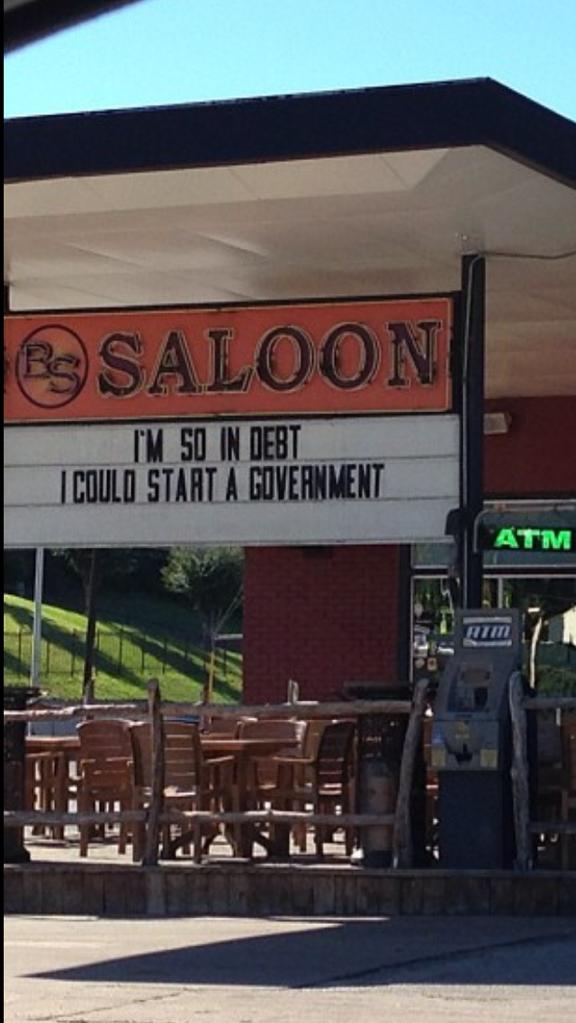 BS SALOON
I'M SO IN DEBT
I COULD START A GOVERNMENT
ATM
ATM